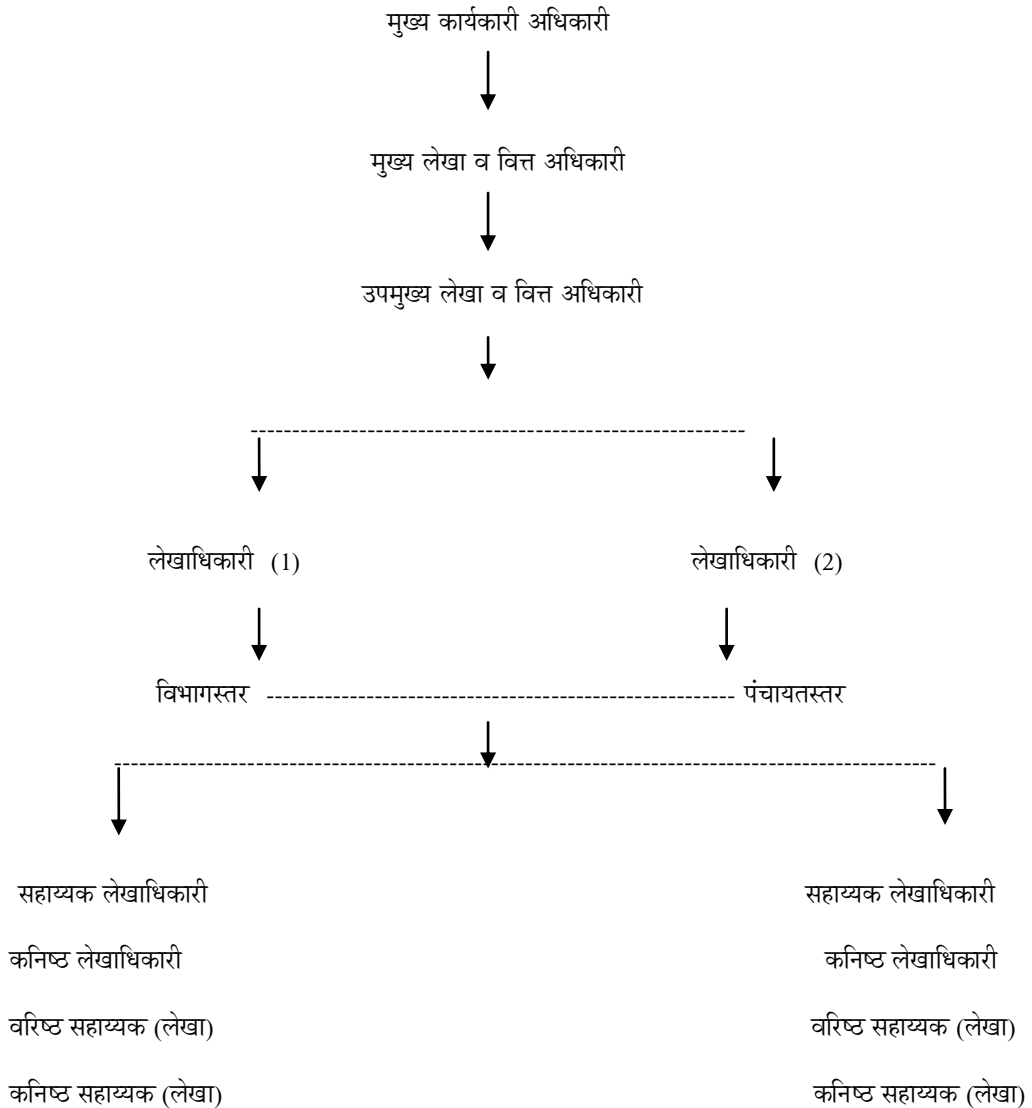 मुख्य कार्यकारी अधिकारी
मुख्य लेखा व वित्त अधिकारी
उपमुख्य लेखा व वित्त अधिकारी
लेखाधिकारी (1) लेखाधिकारी (2)
विभागस्तर पंचायतस्तर
सहाय्यक लेखाधिकारी सहाय्यक लेखाधिकारी
कनिष्ठ लेखाधिकारी कनिष्ठ लेखाधिकारी
वरिष्ठ सहाय्यक (लेखा) वरिष्ठ सहाय्यक (लेखा)
कनिष्ठ सहाय्यक (लेखा) कनिष्ठ सहाय्यक (लेखा)